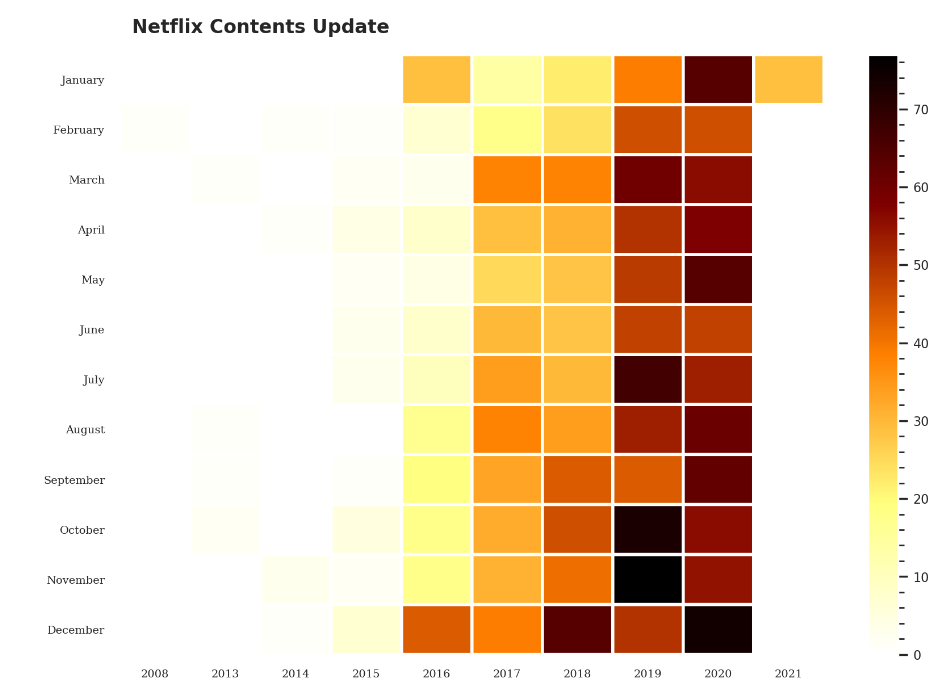 Netflix Contents Update
January
February
March
April
May
June
July
August
September
October
November
December
2008 2013 2014 2015 2016 2017 2018 2019 2020 2021
70
60
50
40
30
20
10
0